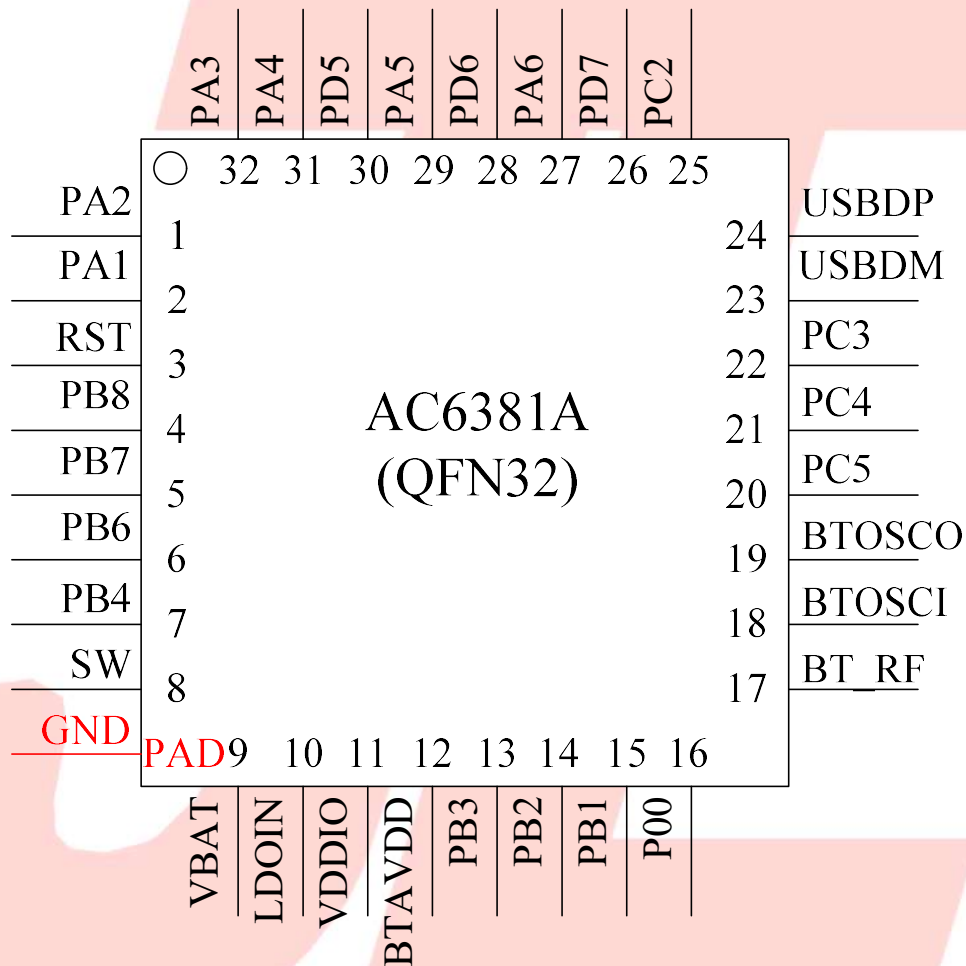 PA3 PA4 PD5 PA5 PD6 PA6 PD7 PC2
32 31 30 29 28 27 26 25
PA2 1
PA1 2
RST 3
PB8 4
PB7 5
PB6 6
PB4 7
SW 8
GND PAD
AC6381A
(QFN32)
24 USBDP
23 USBDM
22 PC3
21 PC4
20 PC5
19 BTOSCO
18 BTOSCI
17 BT_RF
9 10 11 12 13 14 15 16
VBAT LDOIN VDDIO BTAVDD PB3 PB2 PB1 P00